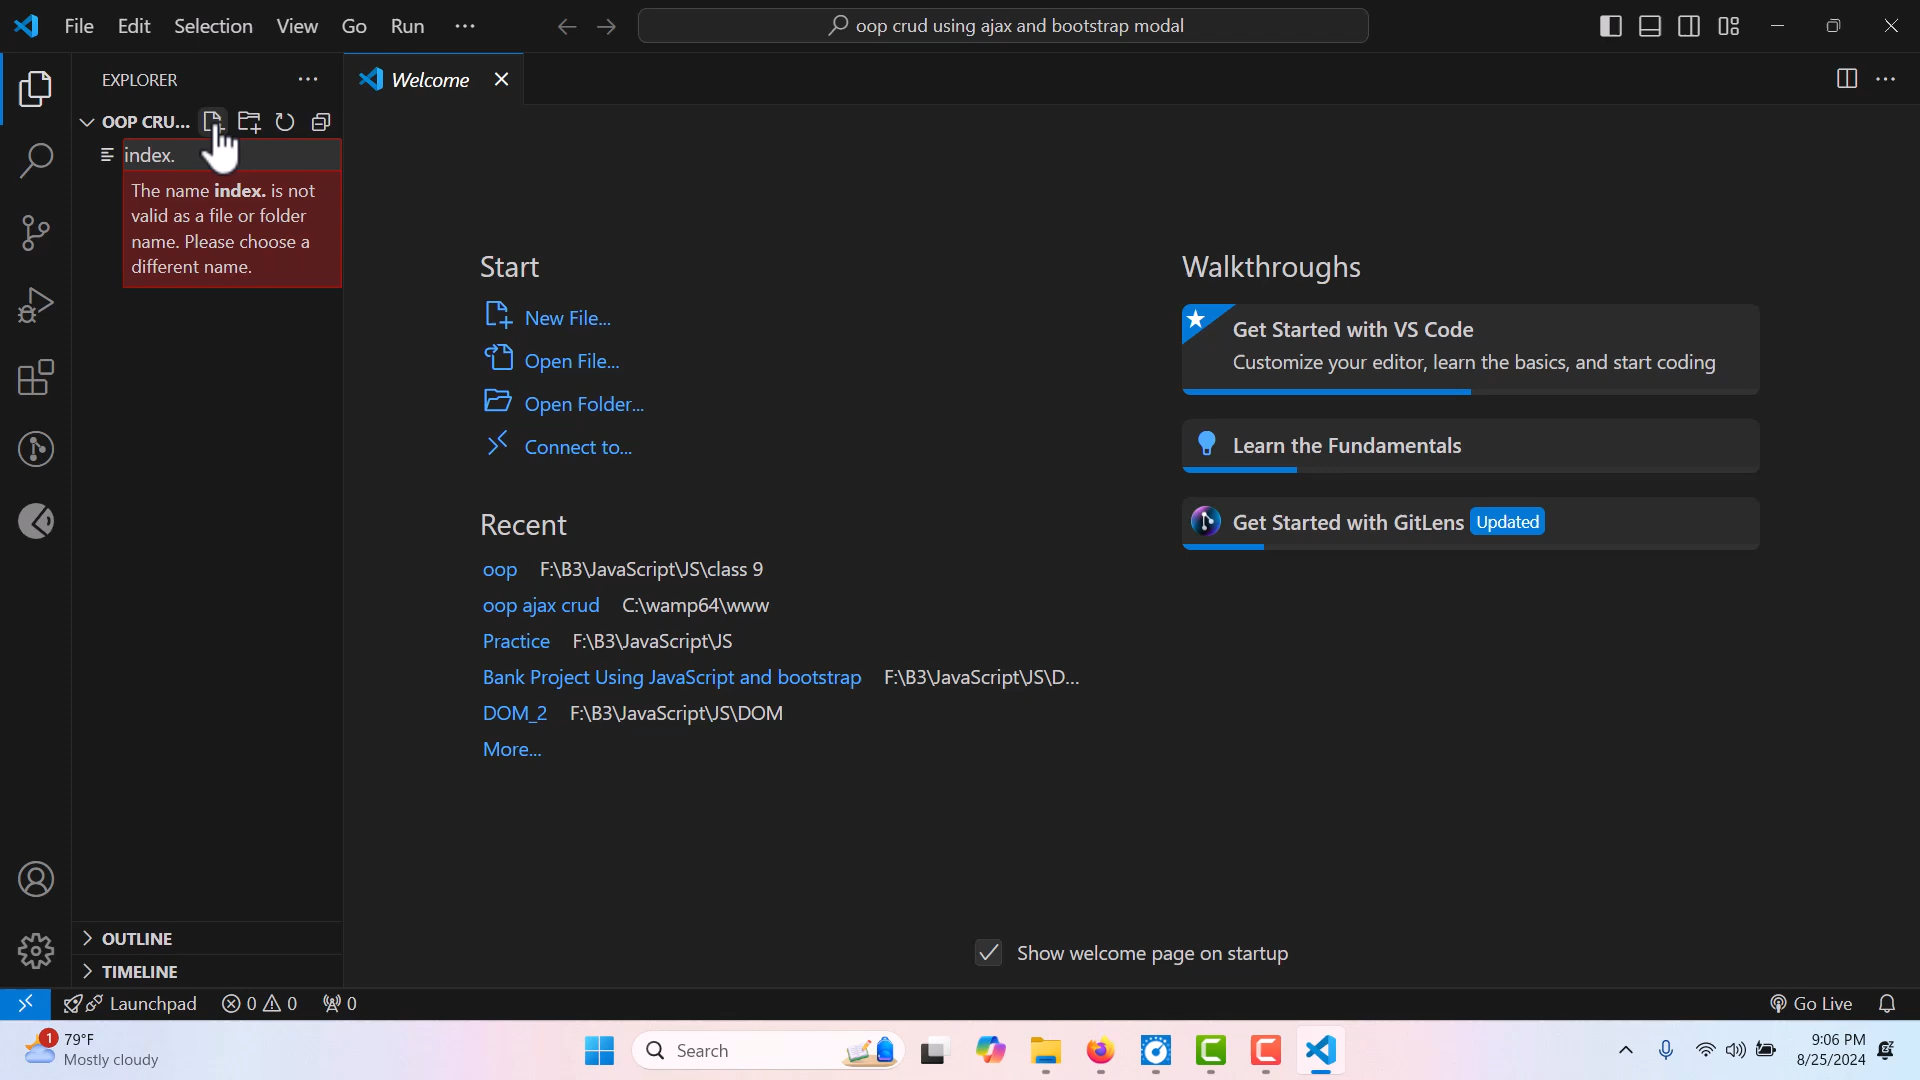 File Edit Selection View Go Run ···
oop crud using ajax and bootstrap modal
EXPLORER
Welcome
OOP CRU...
index.
The name index. is not
valid as a file or folder
name. Please choose a
different name.
Start
New File...
Open File...
Open Folder...
Connect to...
Recent
oop F:\B3\JavaScript\JS\class 9
oop ajax crud C:\wamp64\www
Practice F:\B3\JavaScript\JS
Bank Project Using JavaScript and bootstrap F:\B3\JavaScript\JS\D...
DOM_2 F:\B3\JavaScript\JS\DOM
More...
Walkthroughs
Get Started with VS Code
Customize your editor, learn the basics, and start coding
Learn the Fundamentals
Get Started with GitLens Updated
Show welcome page on startup
OUTLINE
TIMELINE
Launchpad 0 0 0
Go Live
1
79°F
Mostly cloudy
Search
9:06 PM
8/25/2024